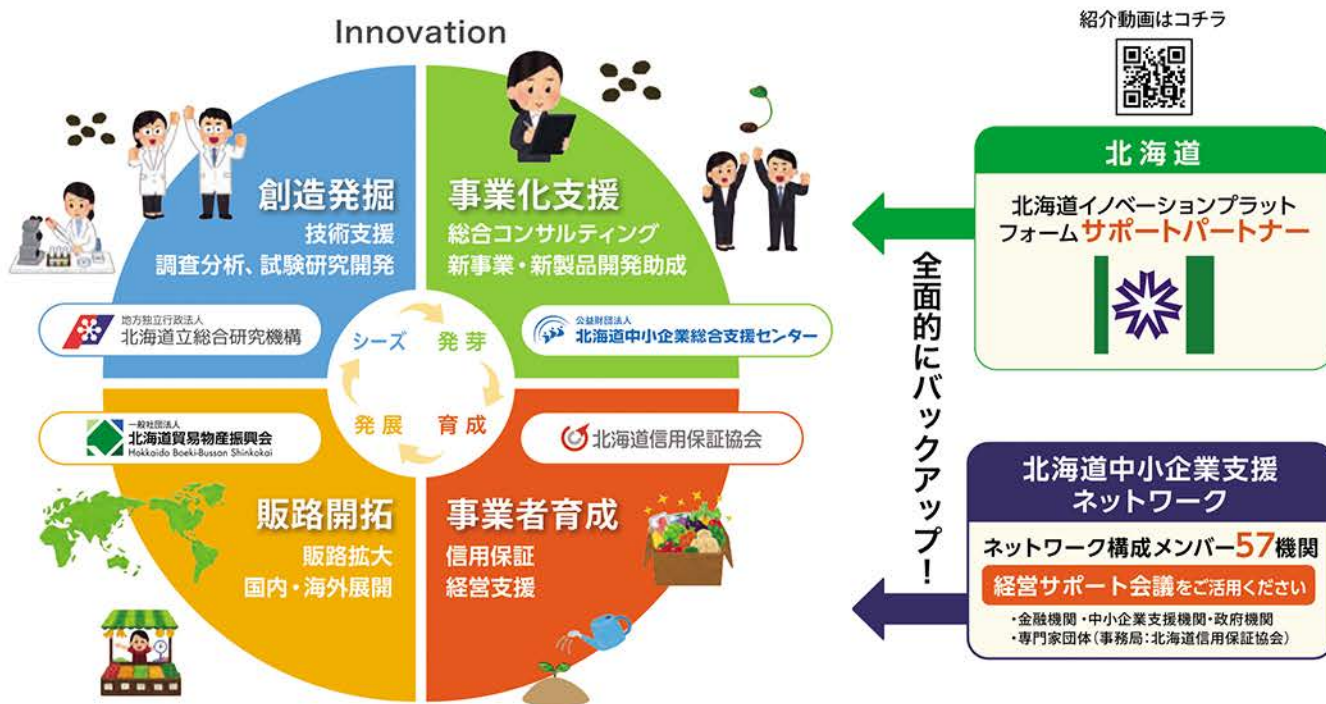 Innovation
創造発掘
技術支援
調査分析、試験研究開発
地方独立行政法人
北海道立総合研究機構
事業化支援
総合コンサルティング
新事業・新製品開発助成
公益財団法人
北海道中小企業総合支援センター
シーズ
発芽
発展
育成
一般社団法人
北海道貿易物産振興会
Hokkaido Boeki-Bussan Shinkokai
販路開拓
販路拡大
国内・海外展開
北海道信用保証協会
事業者育成
信用保証
経営支援
全面的にバックアップ！
紹介動画はコチラ
北海道
北海道イノベーションプラット
フォームサポートパートナー
北海道中小企業支援
ネットワーク
ネットワーク構成メンバー57機関
経営サポート会議をご活用ください
・金融機関・中小企業支援機関・政府機関
・専門家団体（事務局：北海道信用保証協会）